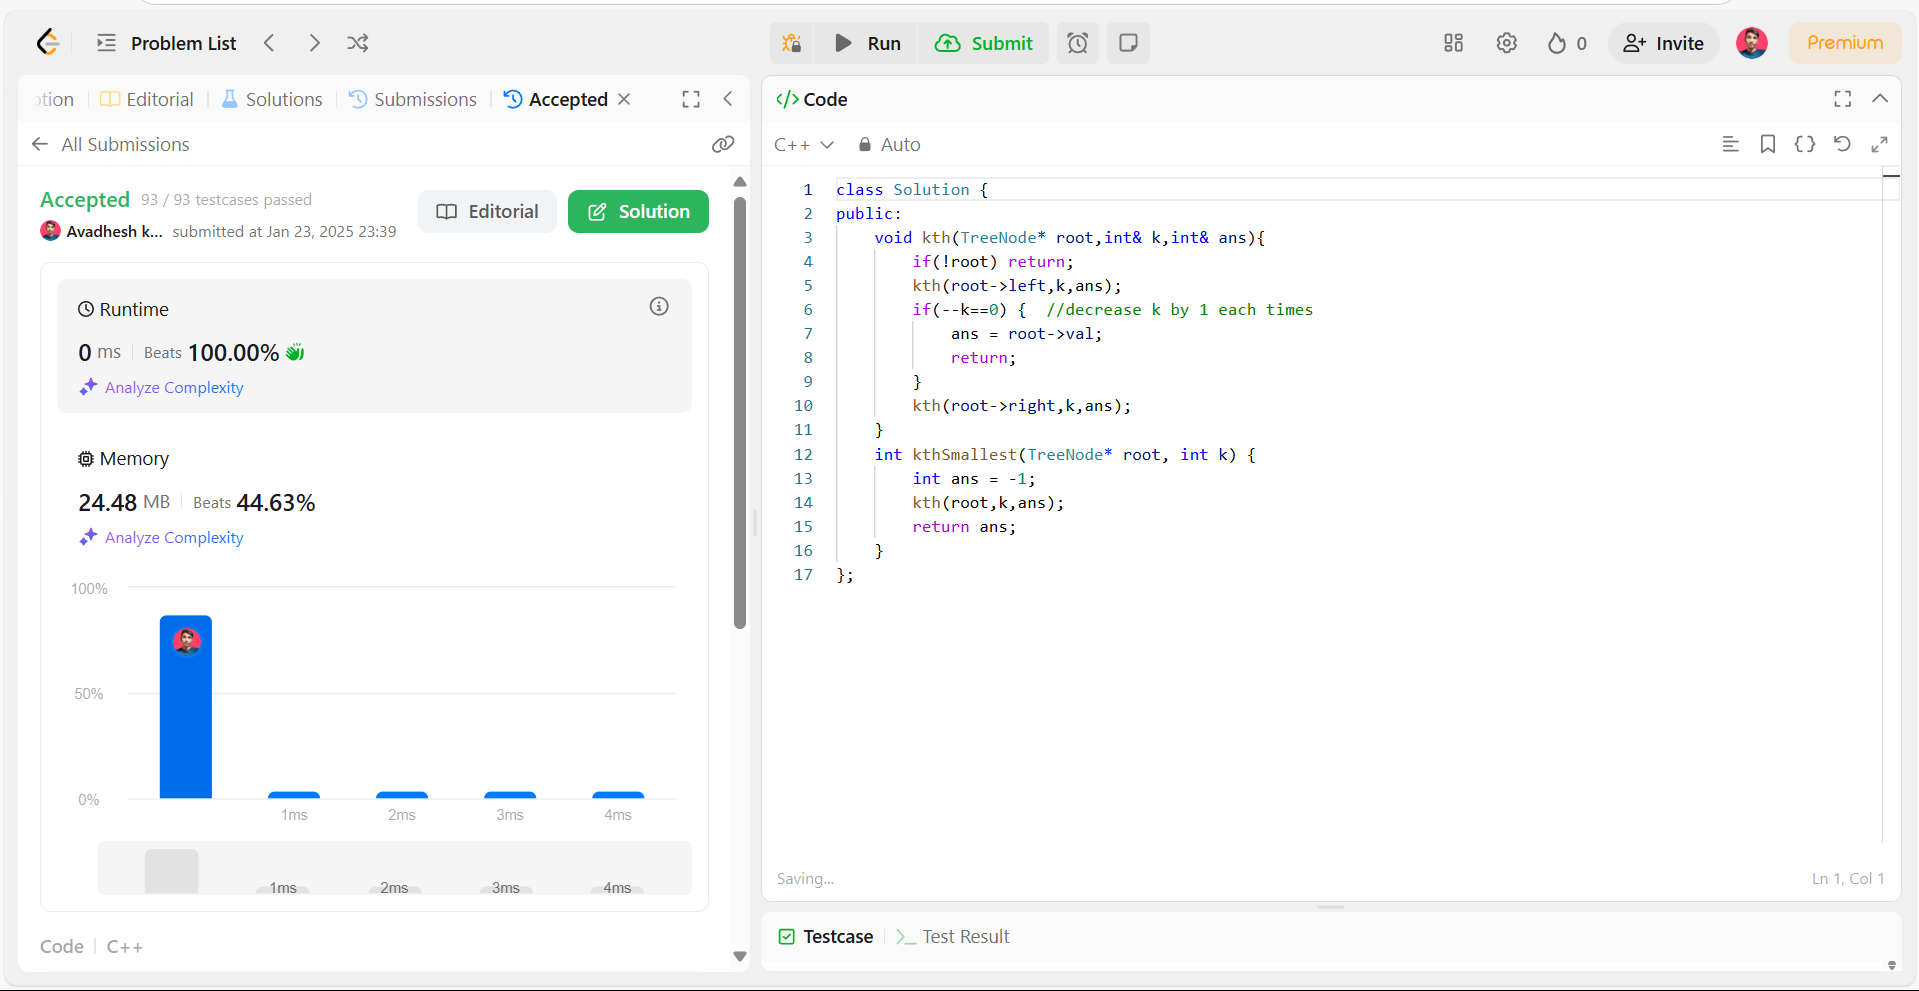 Problem List
Run
Submit
0
Invite
Premium
Editorial
Solutions
Submissions
Accepted
All Submissions
Accepted 93 / 93 testcases passed
Avadhesh k... submitted at Jan 23, 2025 23:39
Editorial
Solution
Runtime
0 ms Beats 100.00%
Analyze Complexity
Memory
24.48 MB Beats 44.63%
Analyze Complexity
100%
50%
0%
1ms 2ms 3ms 4ms
1ms 2ms 3ms 4ms
Code C++
</> Code
C++ Auto
1 class Solution {
2 public:
3 void kth(TreeNode* root,int& k,int& ans){
4 if(!root) return;
5 kth(root->left,k,ans);
6 if(--k==0) { //decrease k by 1 each times
7 ans = root->val;
8 return;
9 }
10 kth(root->right,k,ans);
11 }
12 int kthSmallest(TreeNode* root, int k) {
13 int ans = -1;
14 kth(root,k,ans);
15 return ans;
16 }
17 };
Saving...
Ln 1, Col 1
Testcase
Test Result